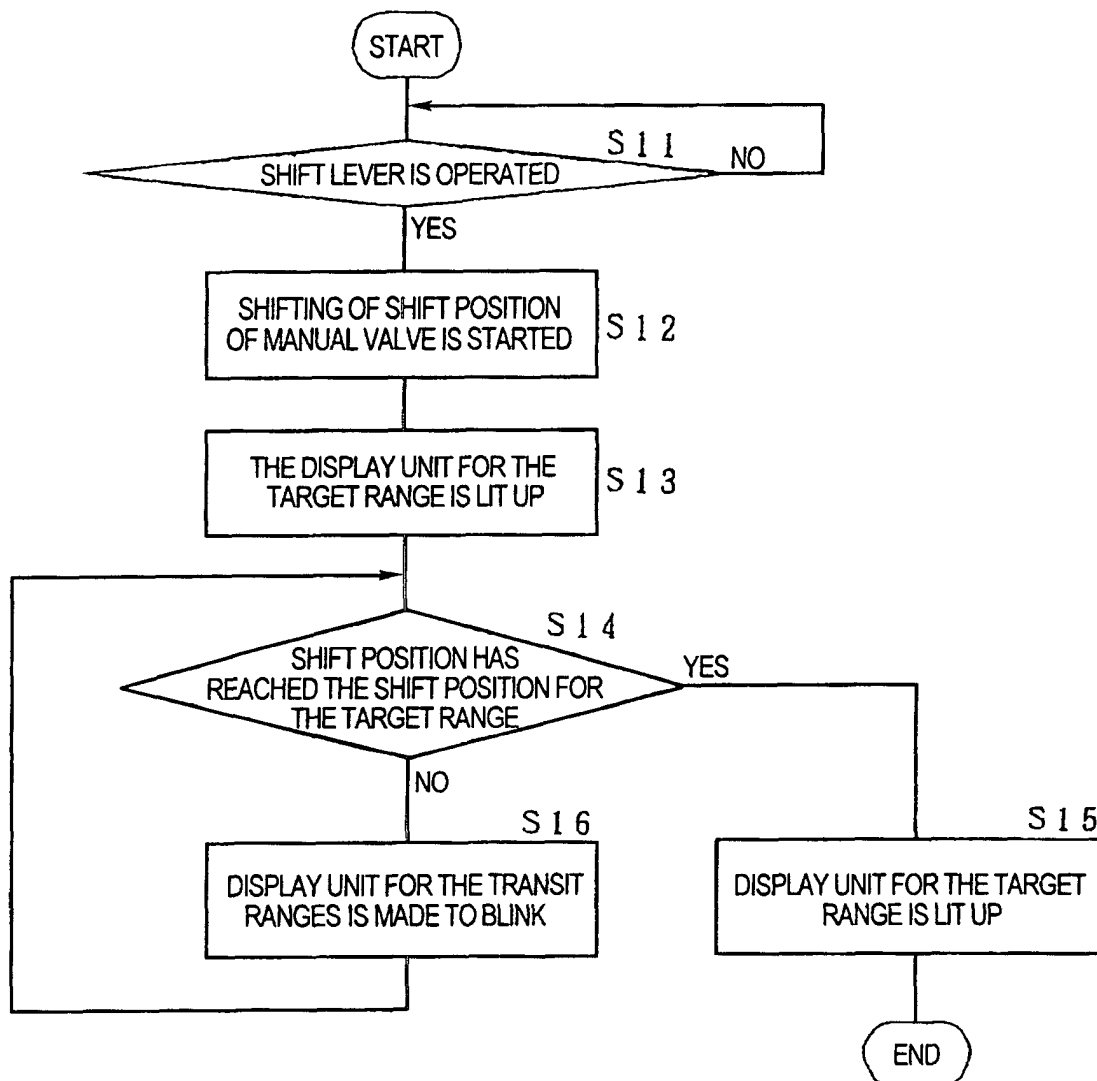 START
S11
SHIFT LEVER IS OPERATED
NO
YES
SHIFTING OF SHIFT POSITION
OF MANUAL VALVE IS STARTED
S12
THE DISPLAY UNIT FOR THE
TARGET RANGE IS LIT UP
S13
S14
SHIFT POSITION HAS
REACHED THE SHIFT POSITION FOR
THE TARGET RANGE
YES
NO
S16
DISPLAY UNIT FOR THE TRANSIT
RANGES IS MADE TO BLINK
S15
DISPLAY UNIT FOR THE TARGET
RANGE IS LIT UP
END